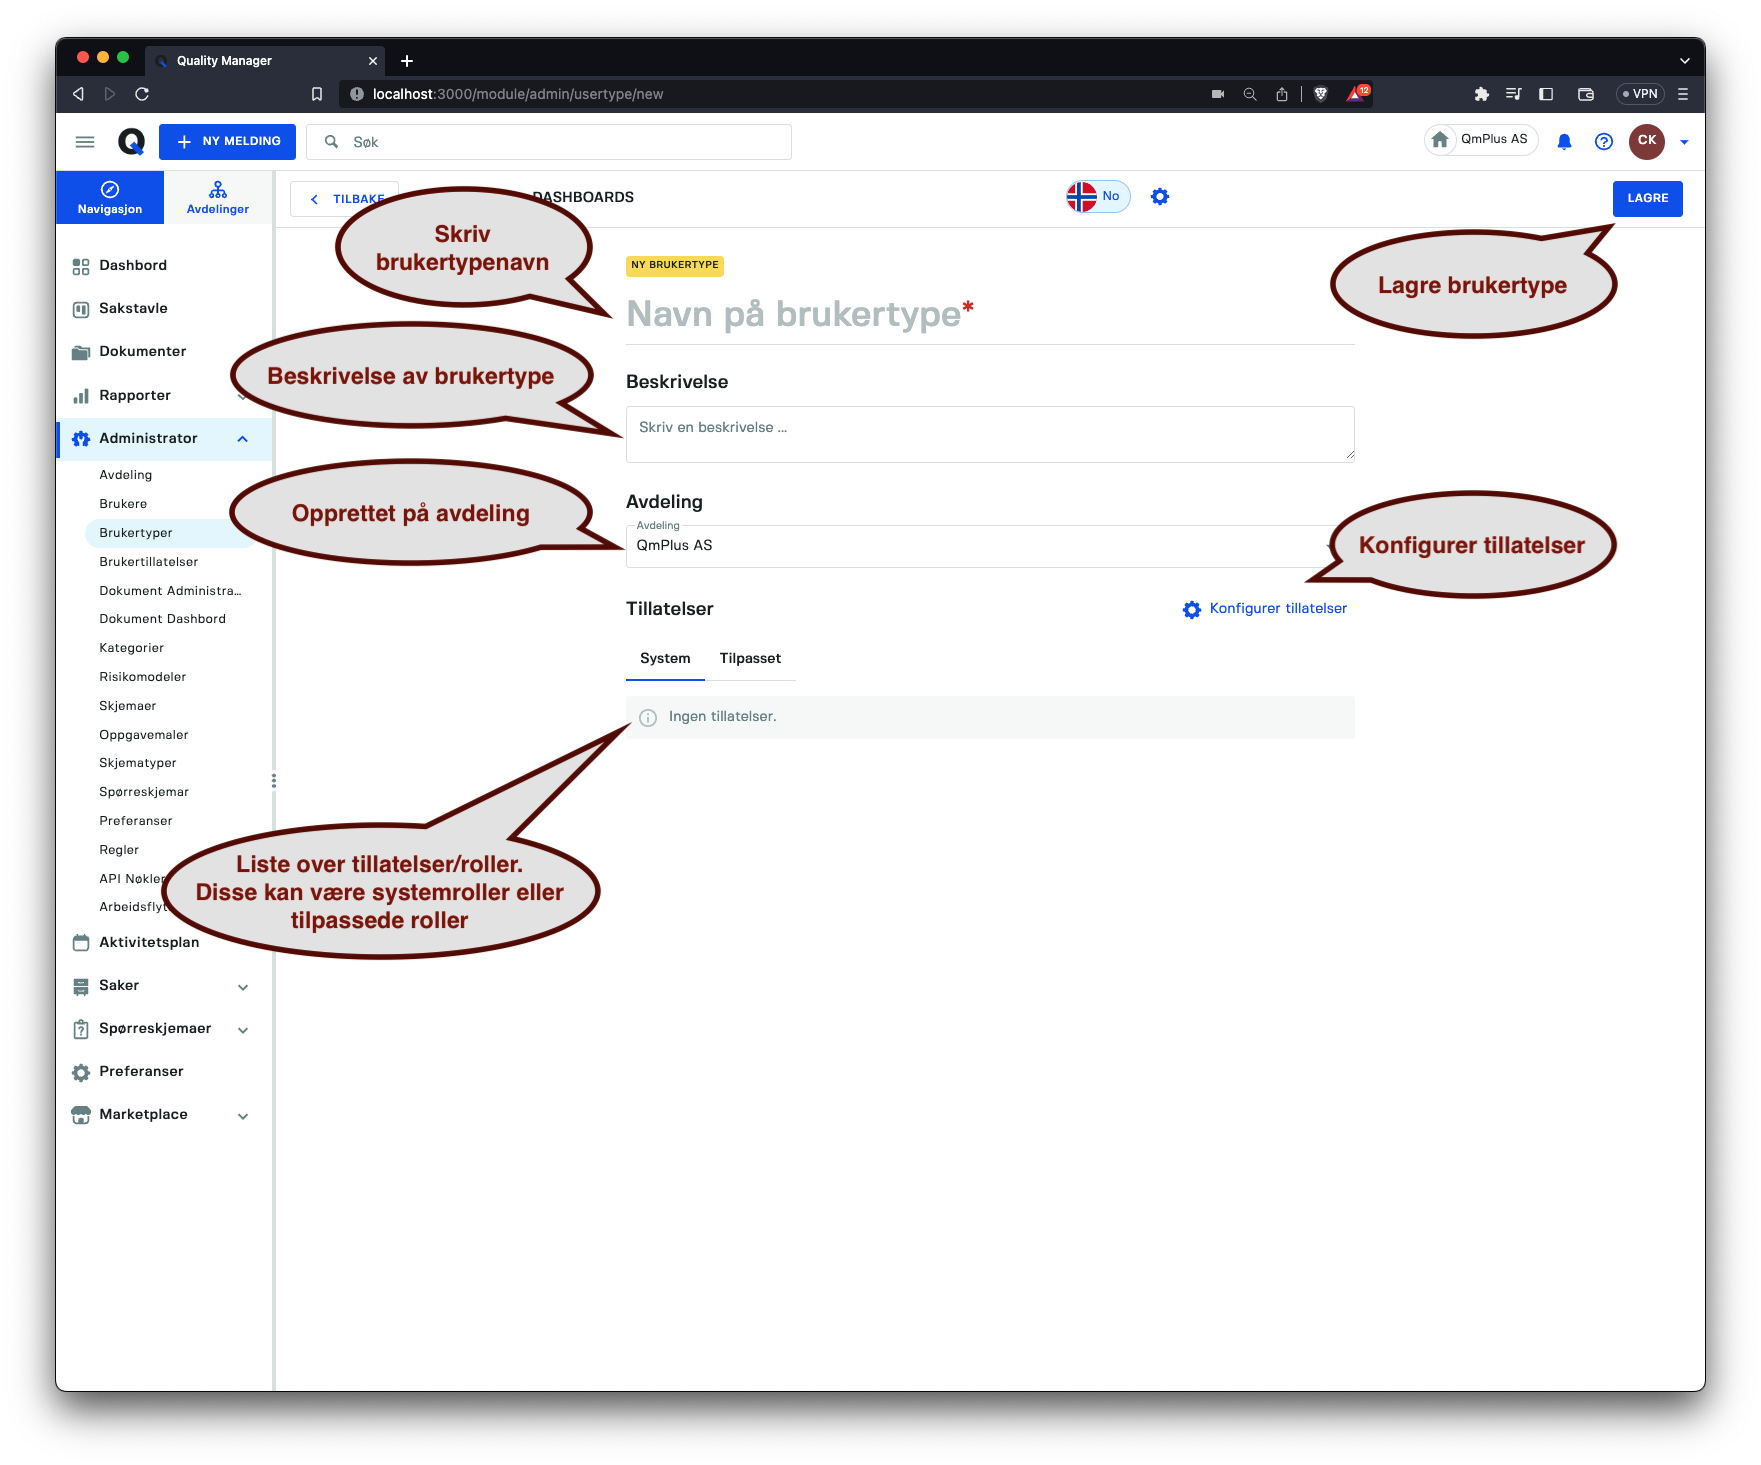 Quality Manager
localhost:3000/module/admin/usertype/new
12
VPN
NY MELDING
Søk
QmPlus AS
CK
Navigasjon
Avdelinger
TILBAKE
DASHBOARDS
No
LAGRE
Skriv
brukertypenavn
Lagre brukertype
NY BRUKERTYPE
Navn på brukertype*
Beskrivelse av brukertype
Beskrivelse
Skriv en beskrivelse ...
Opprettet på avdeling
Avdeling
Avdeling
QmPlus AS
Konfigurer tillatelser
Tillatelser
Konfigurer tillatelser
System
Tilpasset
Ingen tillatelser.
Liste over tillatelser/roller.
Disse kan være systemroller eller
tilpassede roller
Dashbord
Sakstavle
Dokumenter
Rapporter
Administrator
Avdeling
Brukere
Brukertyper
Brukertillatelser
Dokument Administra...
Dokument Dashbord
Kategorier
Risikomodeler
Skjemaer
Oppgavemaler
Skjematyper
Spørreskjemar
Preferanser
Regler
API Nøkler
Arbeidsflyt
Aktivitetsplan
Saker
Spørreskjemaer
Preferanser
Marketplace